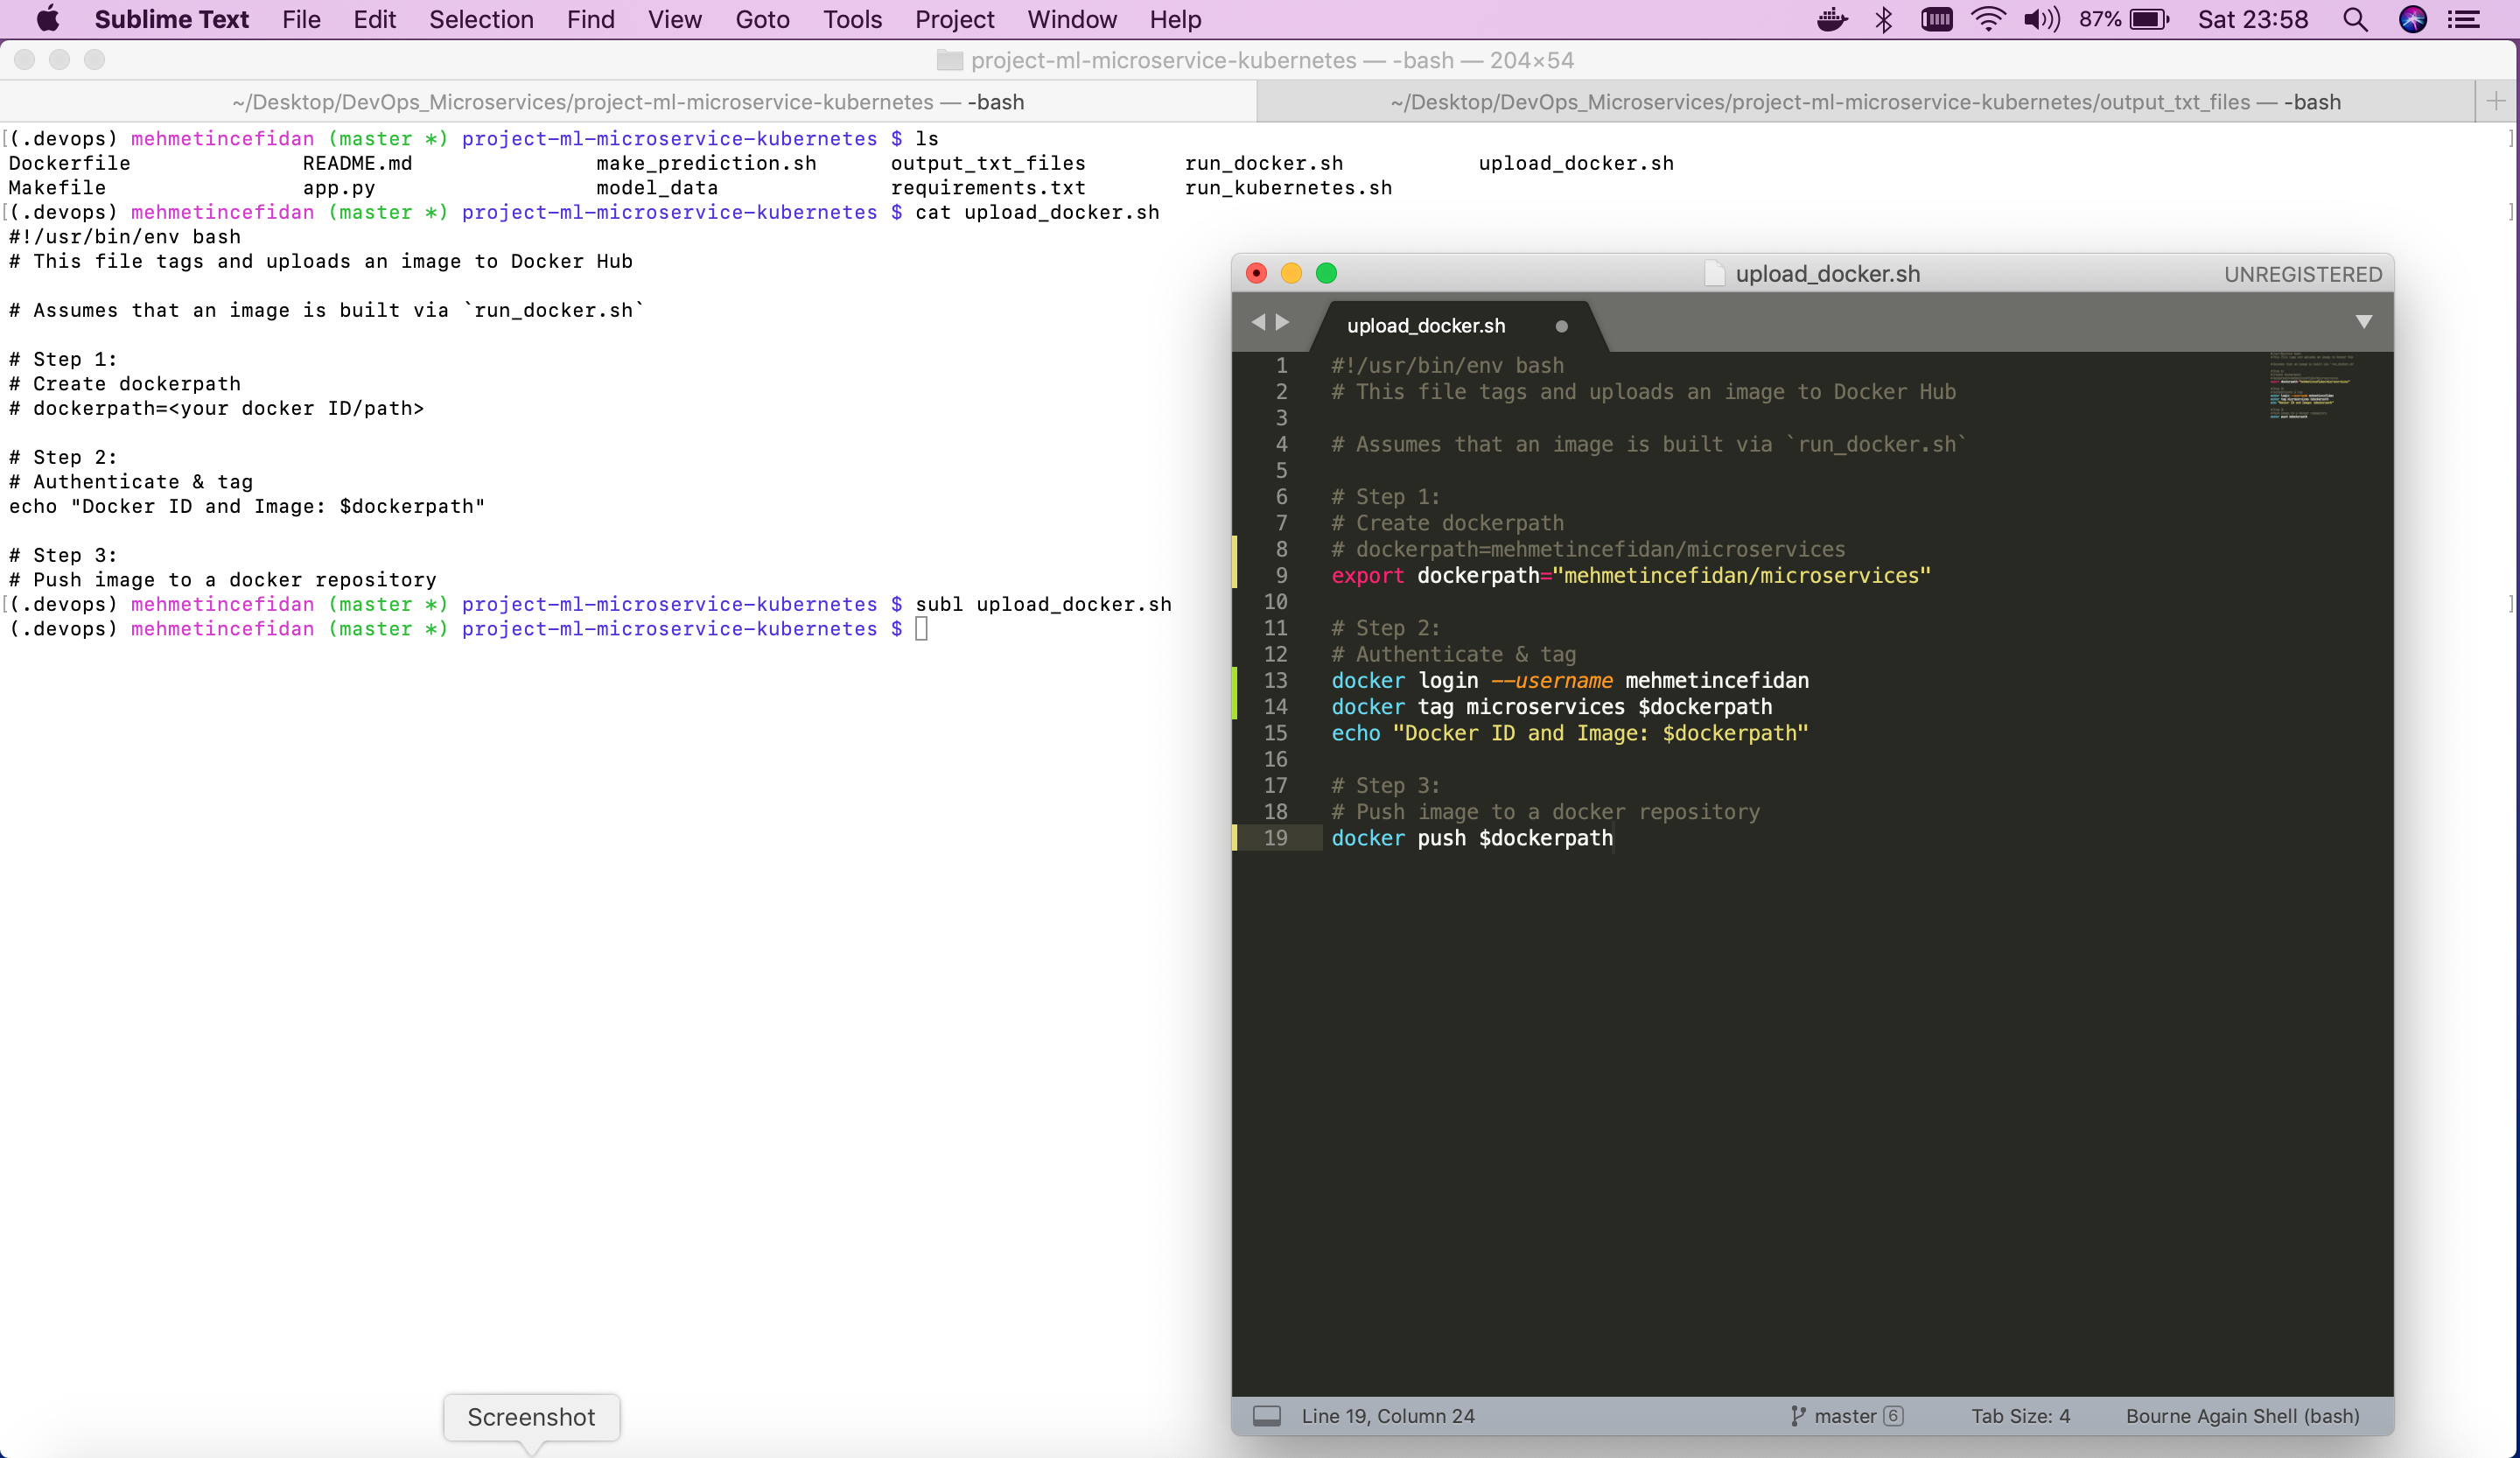 Sublime Text File Edit Selection Find View Goto Tools Project Window Help 87% Sat 23:58
project-ml-microservice-kubernetes — -bash — 204×54
~/Desktop/DevOps_Microservices/project-ml-microservice-kubernetes — -bash ~/Desktop/DevOps_Microservices/project-ml-microservice-kubernetes/output_txt_files — -bash +
[(.devops) mehmetincefidan (master *) project-ml-microservice-kubernetes $ ls ]
Dockerfile README.md make_prediction.sh output_txt_files run_docker.sh upload_docker.sh
Makefile app.py model_data requirements.txt run_kubernetes.sh
[(.devops) mehmetincefidan (master *) project-ml-microservice-kubernetes $ cat upload_docker.sh ]
#!/usr/bin/env bash
# This file tags and uploads an image to Docker Hub
# Assumes that an image is built via `run_docker.sh`
# Step 1:
# Create dockerpath
# dockerpath=<your docker ID/path>
# Step 2:
# Authenticate & tag
echo "Docker ID and Image: $dockerpath"
# Step 3:
# Push image to a docker repository
[(.devops) mehmetincefidan (master *) project-ml-microservice-kubernetes $ subl upload_docker.sh ]
(.devops) mehmetincefidan (master *) project-ml-microservice-kubernetes $
upload_docker.sh UNREGISTERED
upload_docker.sh
1 #!/usr/bin/env bash
2 # This file tags and uploads an image to Docker Hub
3
4 # Assumes that an image is built via `run_docker.sh`
5
6 # Step 1:
7 # Create dockerpath
8 # dockerpath=mehmetincefidan/microservices
9 export dockerpath="mehmetincefidan/microservices"
10
11 # Step 2:
12 # Authenticate & tag
13 docker login --username mehmetincefidan
14 docker tag microservices $dockerpath
15 echo "Docker ID and Image: $dockerpath"
16
17 # Step 3:
18 # Push image to a docker repository
19 docker push $dockerpath
Line 19, Column 24 master 6 Tab Size: 4 Bourne Again Shell (bash)
Screenshot